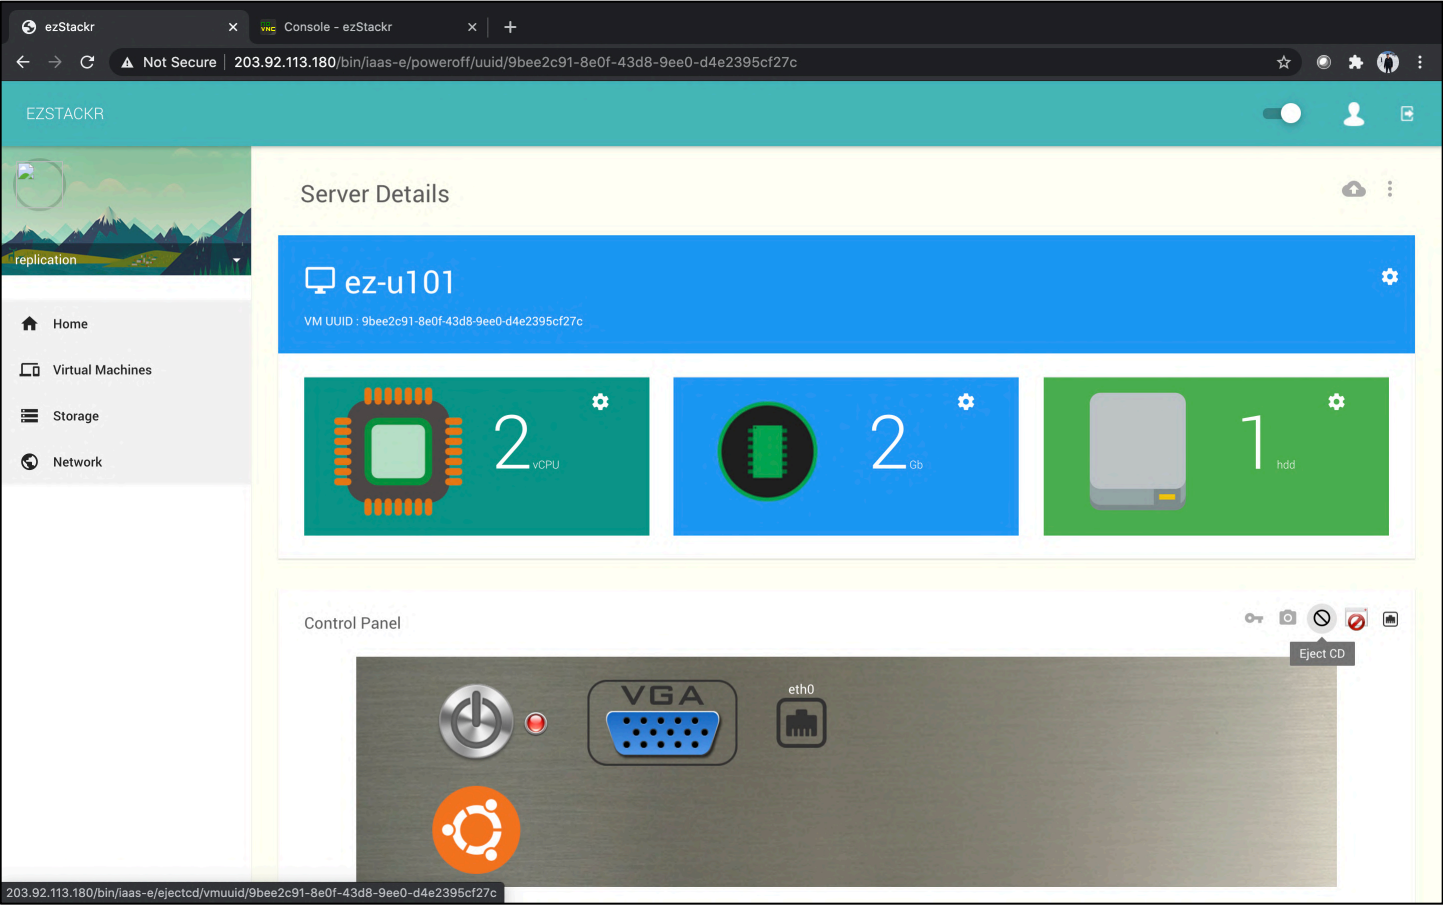 ezStackr
Console - ezStackr
Not Secure
203.92.113.180/bin/iaas-e/poweroff/uuid/9bee2c91-8e0f-43d8-9ee0-d4e2395cf27c
EZSTACKR
replication
Home
Virtual Machines
Storage
Network
Server Details
ez-u101
VM UUID : 9bee2c91-8e0f-43d8-9ee0-d4e2395cf27c
2 vCPU
2 Gb
1 hdd
Control Panel
Eject CD
VGA
eth0
203.92.113.180/bin/iaas-e/ejectcd/vmuuid/9bee2c91-8e0f-43d8-9ee0-d4e2395cf27c